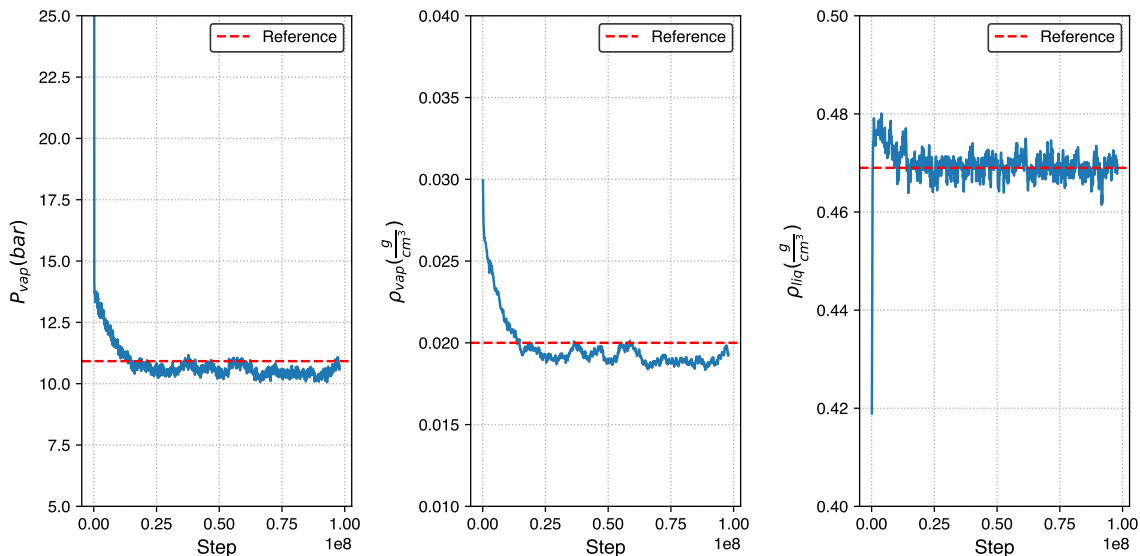 P_vap(bar)
25.0
22.5
20.0
17.5
15.0
12.5
10.0
7.5
5.0
0.00 0.25 0.50 0.75 1.00
1e8
Step
Reference
ρ_vap(g/cm³)
0.040
0.035
0.030
0.025
0.020
0.015
0.010
0.00 0.25 0.50 0.75 1.00
1e8
Step
Reference
ρ_liq(g/cm³)
0.50
0.48
0.46
0.44
0.42
0.40
0.00 0.25 0.50 0.75 1.00
1e8
Step
Reference